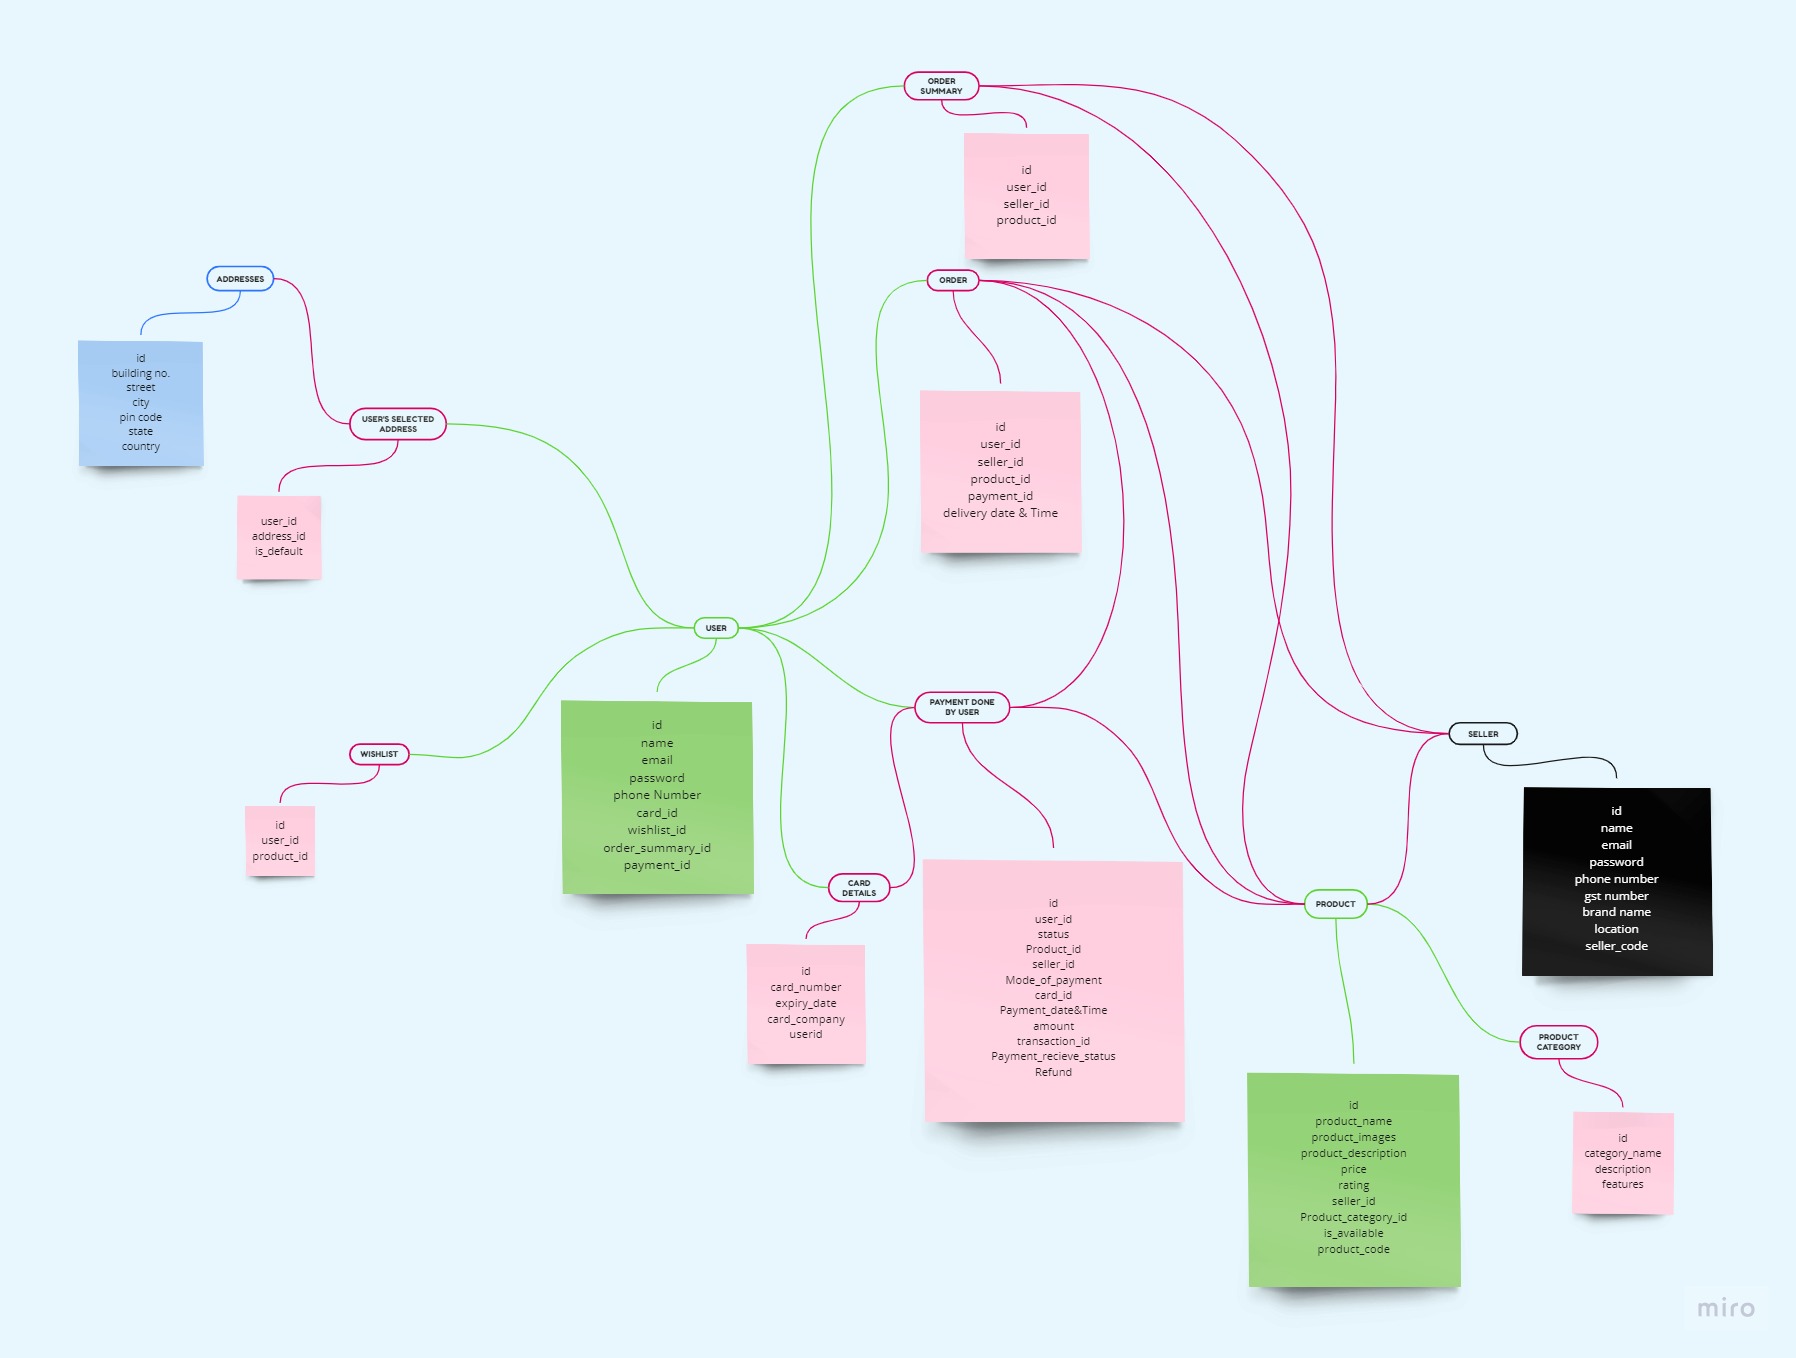 ORDER
SUMMARY
id
user_id
seller_id
product_id
ADDRESSES
id
building no.
street
city
pin code
state
country
ORDER
id
user_id
seller_id
product_id
payment_id
delivery date & Time
USER'S SELECTED
ADDRESS
user_id
address_id
is_default
USER
id
name
email
password
phone Number
card_id
wishlist_id
order_summary_id
payment_id
WISHLIST
id
user_id
product_id
PAYMENT DONE
BY USER
id
user_id
status
Product_id
seller_id
Mode_of_payment
card_id
Payment_date&Time
amount
transaction_id
Payment_recieve_status
Refund
CARD
DETAILS
id
card_number
expiry_date
card_company
userid
SELLER
id
name
email
password
phone number
gst number
brand name
location
seller_code
PRODUCT
id
product_name
product_images
product_description
price
rating
seller_id
Product_category_id
is_available
product_code
PRODUCT
CATEGORY
id
category_name
description
features
miro